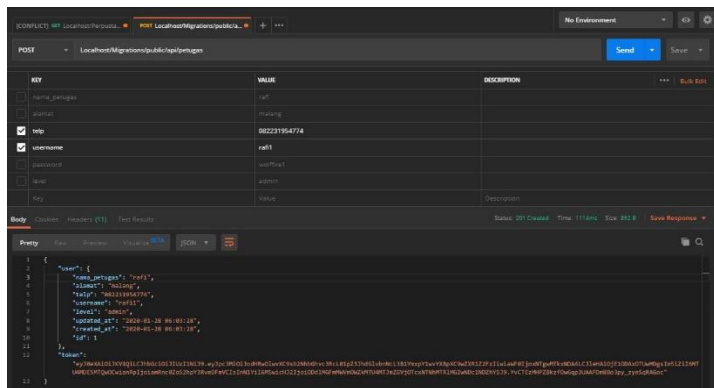 [CONFLICT] GET Localhost/Perpusta...
POST Localhost/Migrations/public/a...
No Environment
POST Localhost/Migrations/public/api/petugas Send Save
KEY VALUE DESCRIPTION Bulk Edit
nama_petugas rafi
alamat malang
telp 082231954774
username rafi1
password
level admin
Key Value Description
Body Cookies Headers (11) Test Results Status: 201 Created Time: 1116ms Size: 892 B Save Response
Pretty Raw Preview Visualize BETA JSON
1 {
2 "user": {
3 "nama_petugas": "rafi",
4 "alamat": "malang",
5 "telp": "082231954774",
6 "username": "rafi1",
7 "level": "admin",
8 "updated_at": "2020-01-28 06:03:28",
9 "created_at": "2020-01-28 06:03:28",
10 "id": 1
11 },
12 "token":
13 }